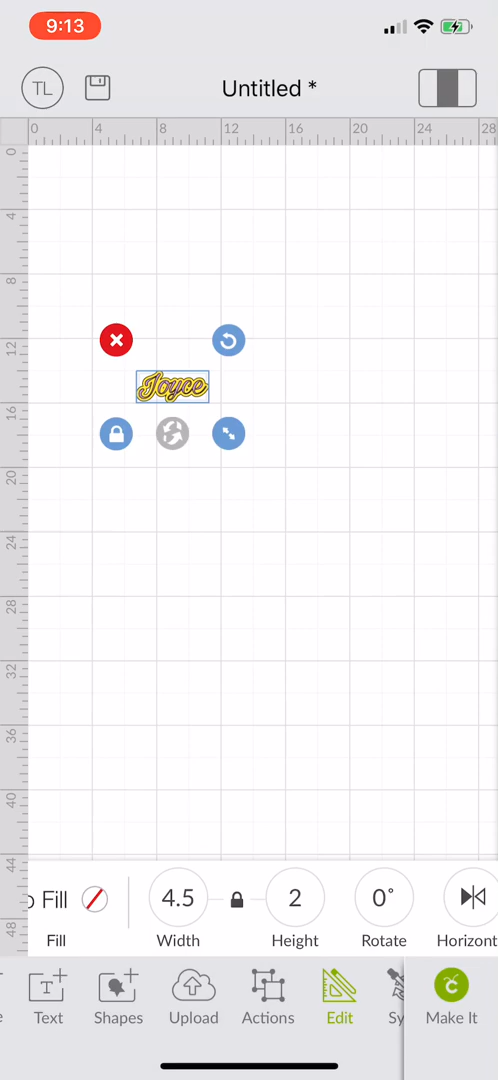 9:13
TL
Untitled *
0 4 8 12 16 20 24 28
0
4
8
12
Joyce
16
20
24
28
32
36
40
44
48
Fill
4.5
2
0°
Fill
Width
Height
Rotate
Horizont
Text
Shapes
Upload
Actions
Edit
Sy
Make It